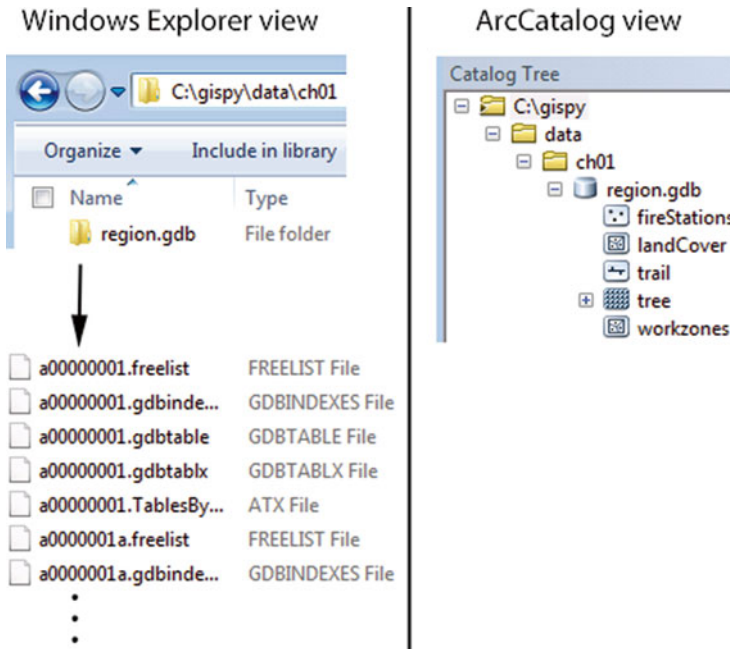 Windows Explorer view
C:\gispy\data\ch01
Organize
Include in library
Name
Type
region.gdb
File folder
a00000001.freelist
FREELIST File
a00000001.gdbinde...
GDBINDEXES File
a00000001.gdbtable
GDBTABLE File
a00000001.gdbtablx
GDBTABLX File
a00000001.TablesBy...
ATX File
a0000001a.freelist
FREELIST File
a0000001a.gdbinde...
GDBINDEXES File
ArcCatalog view
Catalog Tree
C:\gispy
data
ch01
region.gdb
fireStations
landCover
trail
tree
workzones